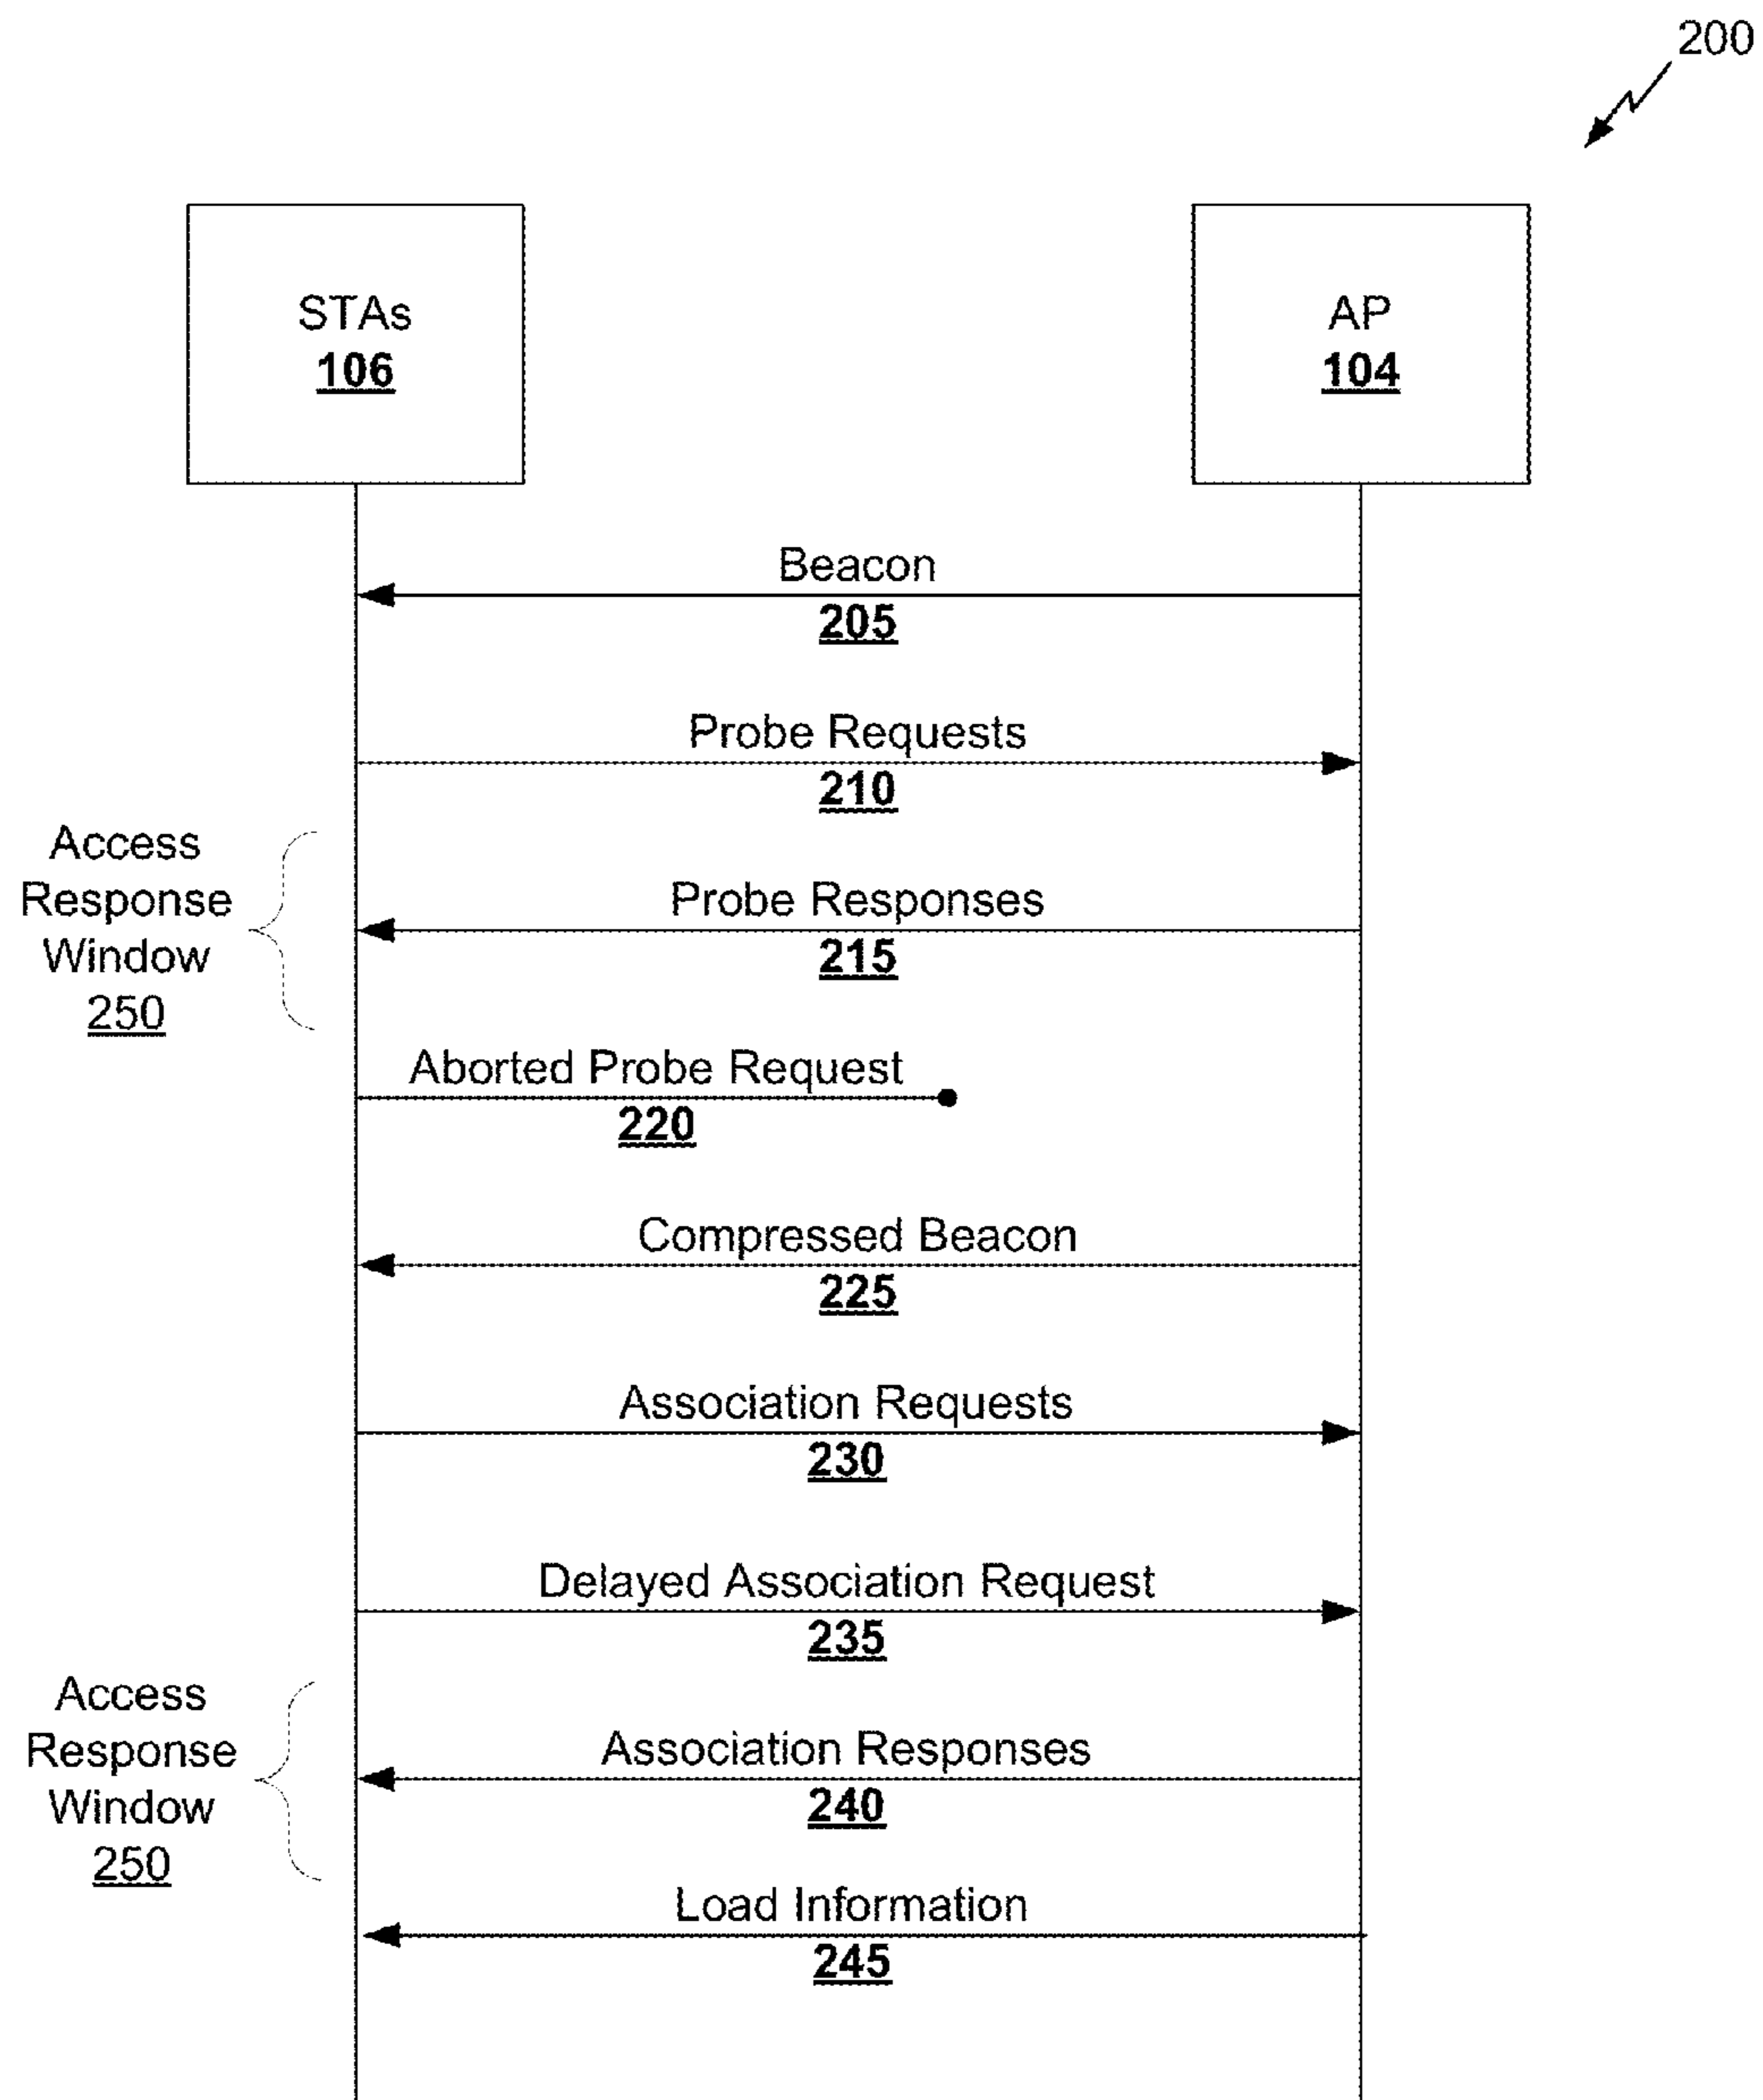 200
STAs
106
AP
104
Beacon
205
Probe Requests
210
Access
Response
Window
250
Probe Responses
215
Aborted Probe Request
220
Compressed Beacon
225
Association Requests
230
Delayed Association Request
235
Access
Response
Window
250
Association Responses
240
Load Information
245